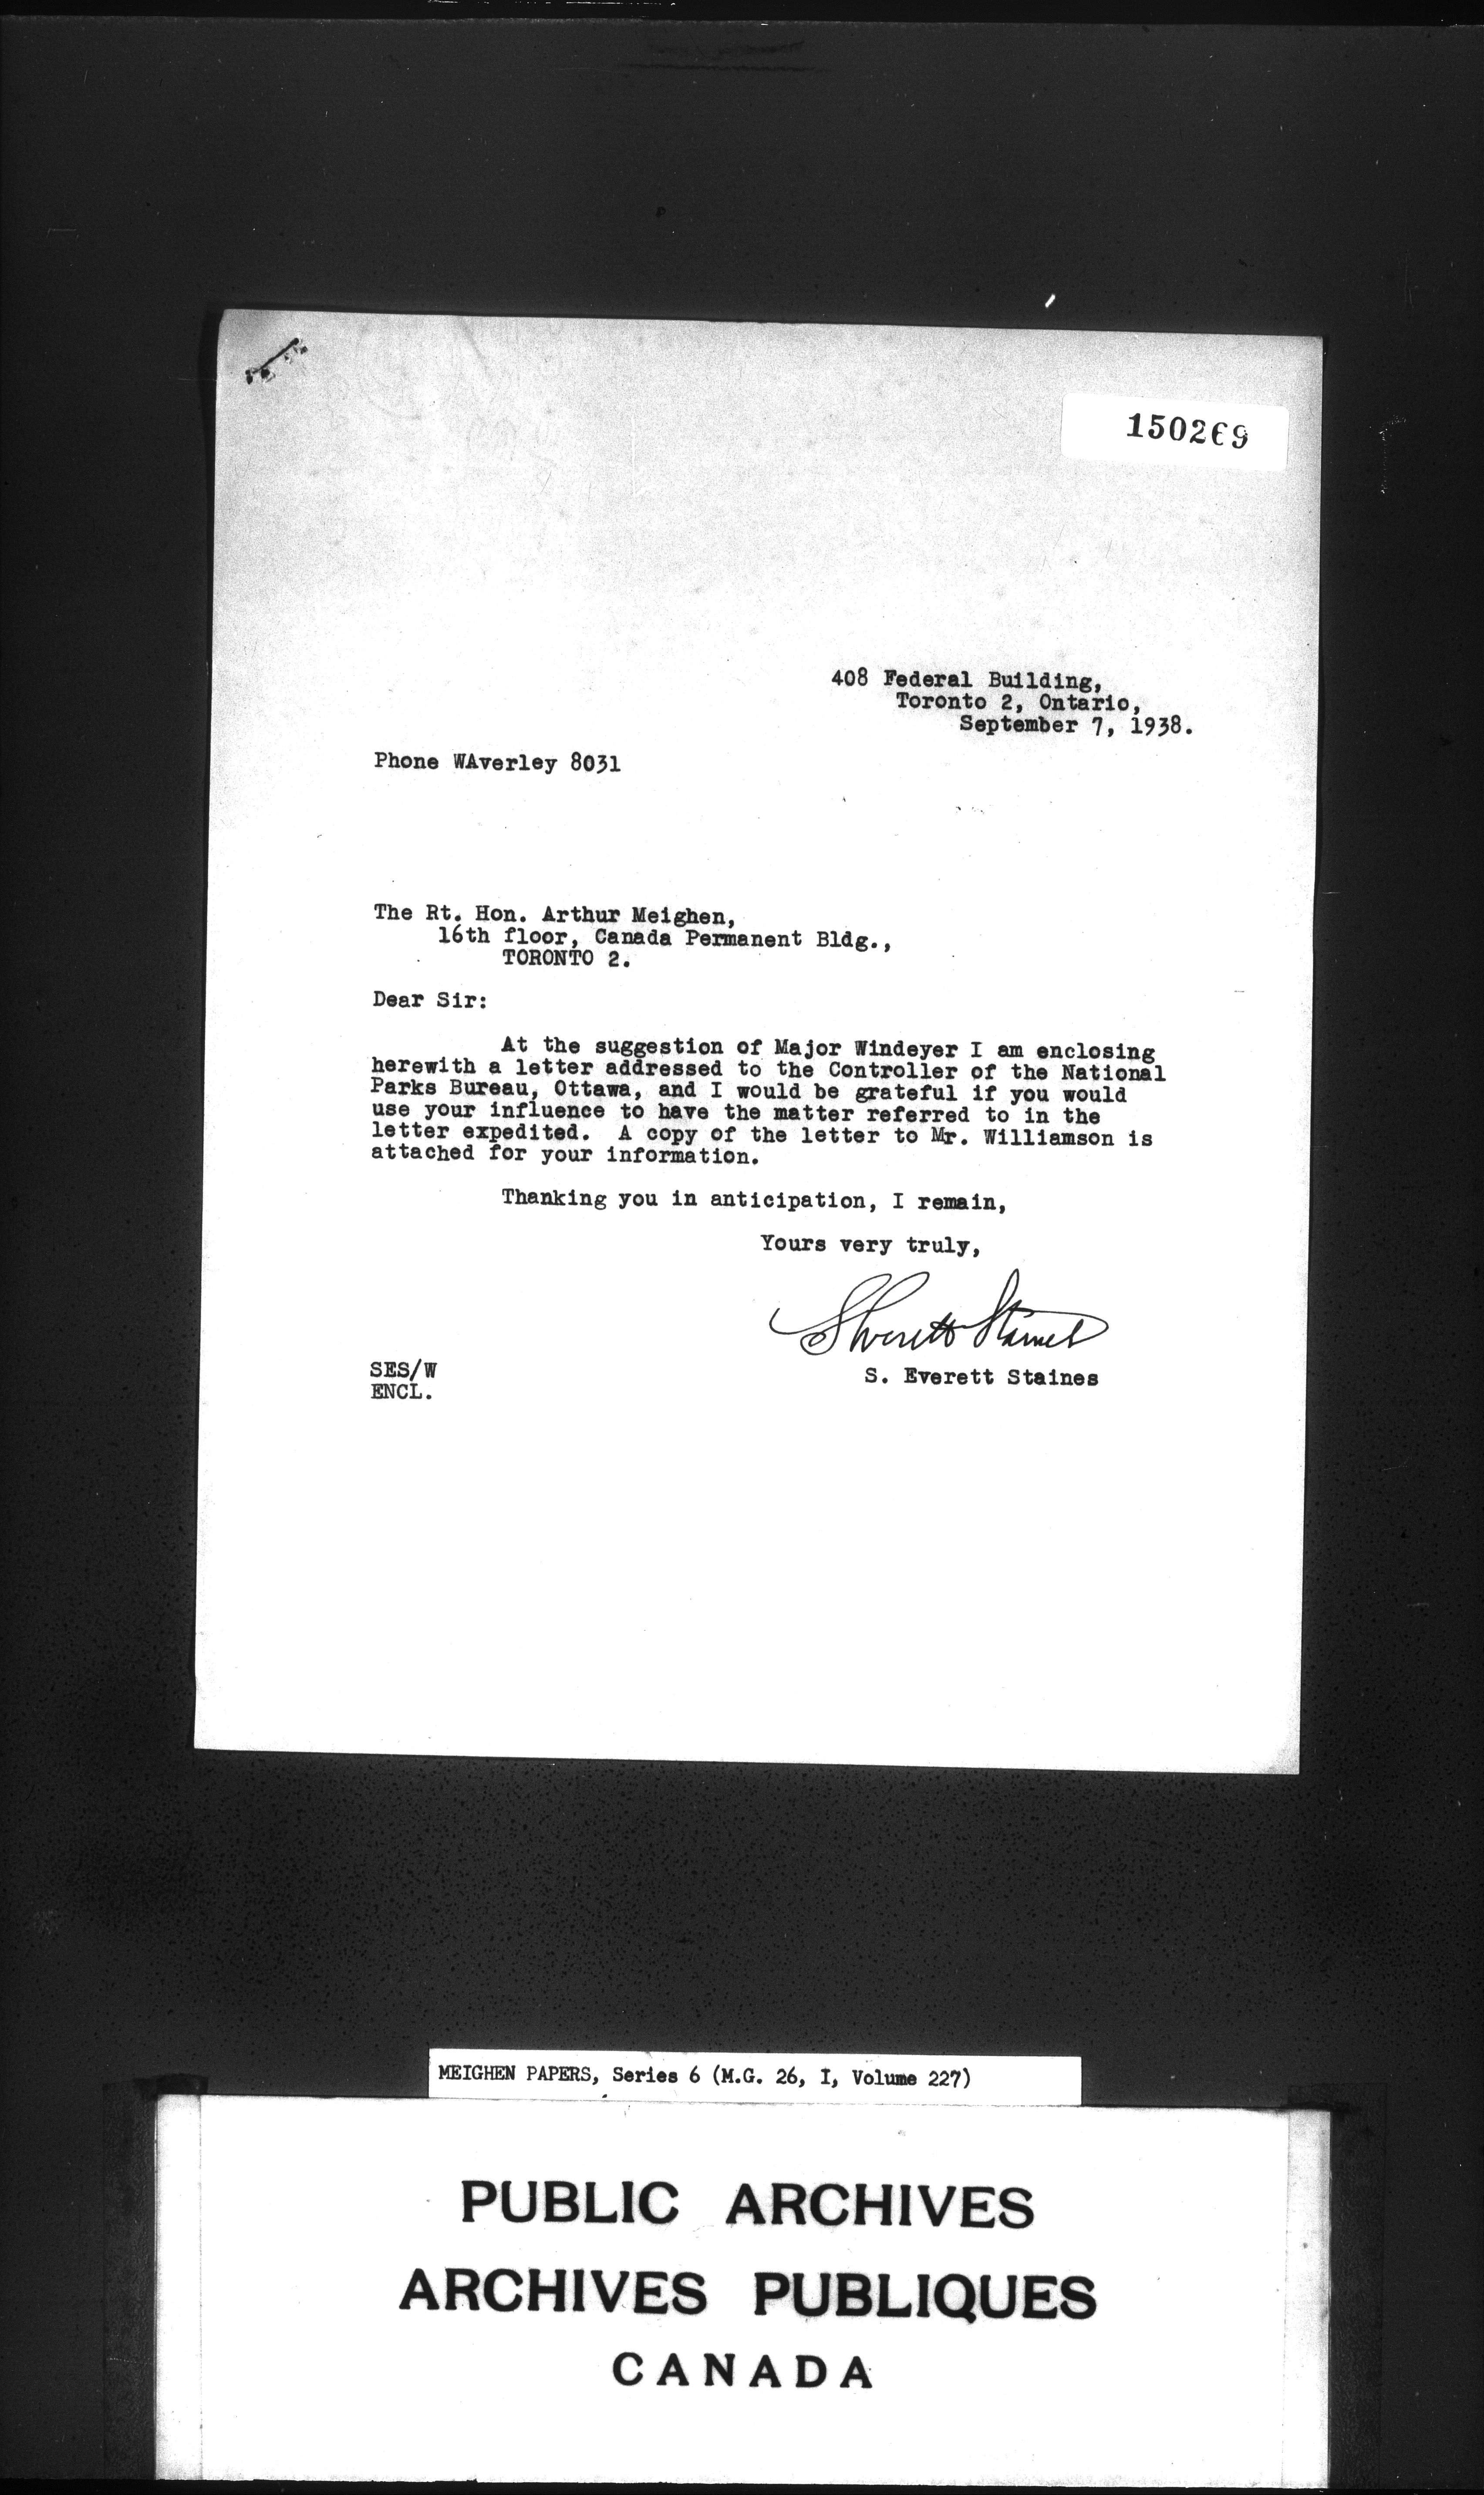 150269
408 Federal Building,
Toronto 2, Ontario,
September 7, 1938.
Phone WAverley 8031
The Rt. Hon. Arthur Meighen,
16th floor, Canada Permanent Bldg.,
TORONTO 2.
Dear Sir:
At the suggestion of Major Windeyer I am enclosing
herewith a letter addressed to the Controller of the National
Parks Bureau, Ottawa, and I would be grateful if you would
use your influence to have the matter referred to in the
letter expedited. A copy of the letter to Mr. Williamson is
attached for your information.
Thanking you in anticipation, I remain,
Yours very truly,
S Everett Staines
S. Everett Staines
SES/W
ENCL.
MEIGHEN PAPERS, Series 6 (M.G. 26, I, Volume 227)
PUBLIC ARCHIVES
ARCHIVES PUBLIQUES
CANADA